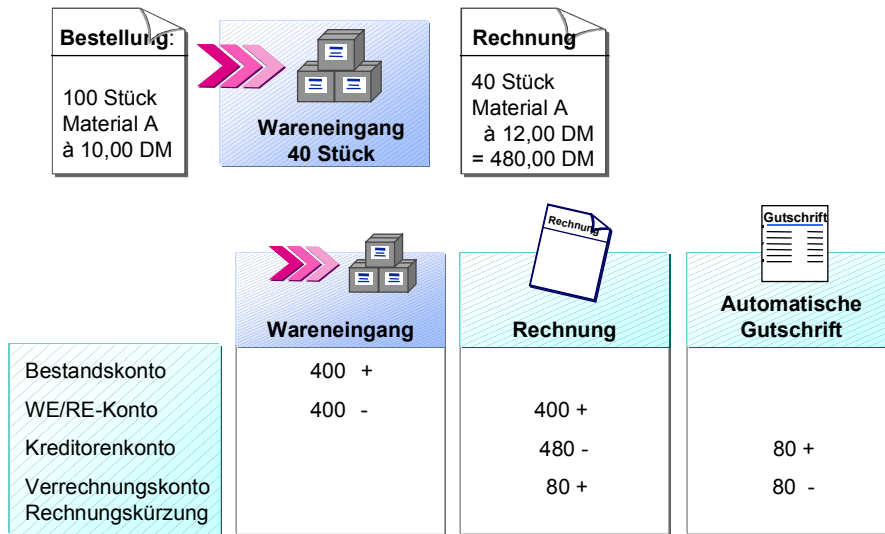 Bestellung:
100 Stück
Material A
à 10,00 DM
Wareneingang
40 Stück
Rechnung
40 Stück
Material A
à 12,00 DM
= 480,00 DM
Wareneingang
Rechnung
Rechnung
Gutschrift
Automatische
Gutschrift
Bestandskonto 400 +
WE/RE-Konto 400 - 400 +
Kreditorenkonto 480 - 80 +
Verrechnungskonto 80 + 80 -
Rechnungskürzung